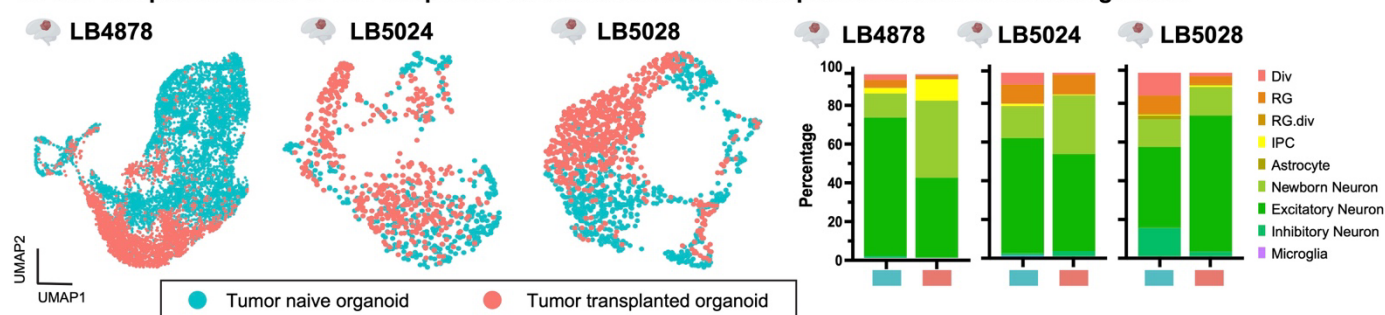 LB4878
LB5024
LB5028
UMAP2
UMAP1
Tumor naive organoid
Tumor transplanted organoid
LB4878
LB5024
LB5028
Percentage
100
80
60
40
20
0
Div
RG
RG.div
IPC
Astrocyte
Newborn Neuron
Excitatory Neuron
Inhibitory Neuron
Microglia